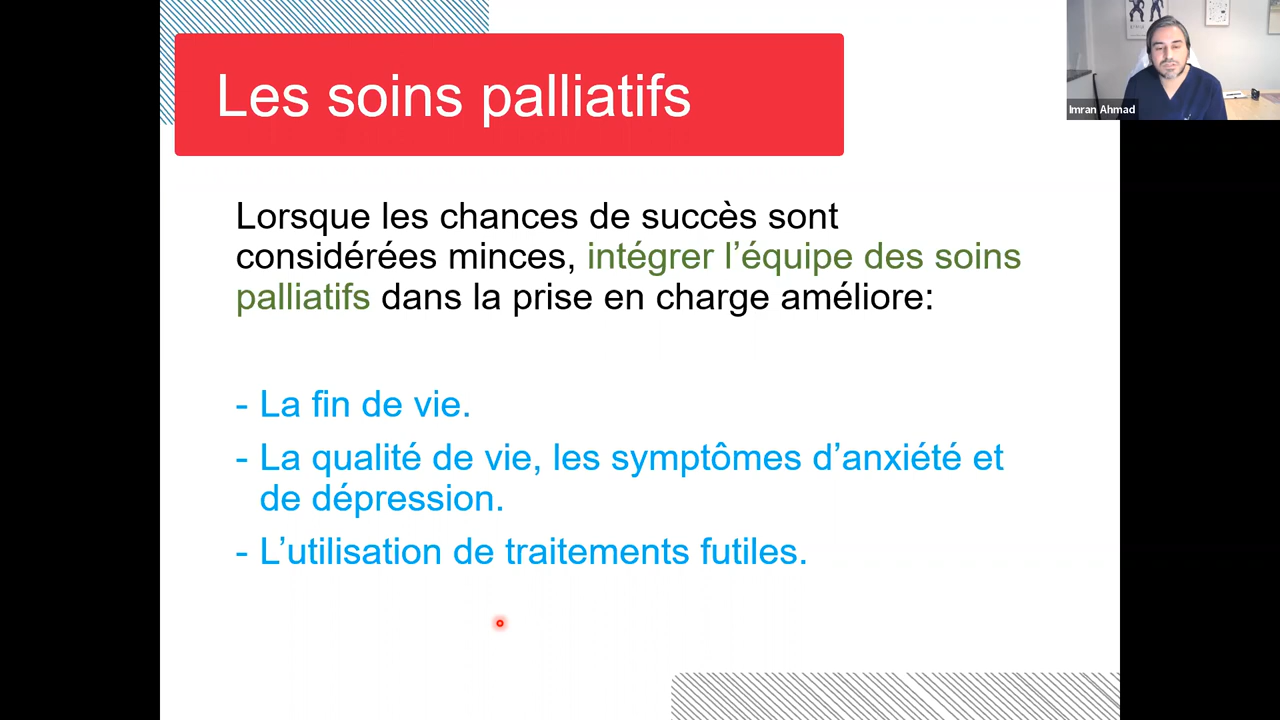 Les soins palliatifs
Imran Ahmad
Lorsque les chances de succès sont
considérées minces, intégrer l’équipe des soins
palliatifs dans la prise en charge améliore:
- La fin de vie.
- La qualité de vie, les symptômes d’anxiété et
de dépression.
- L’utilisation de traitements futiles.